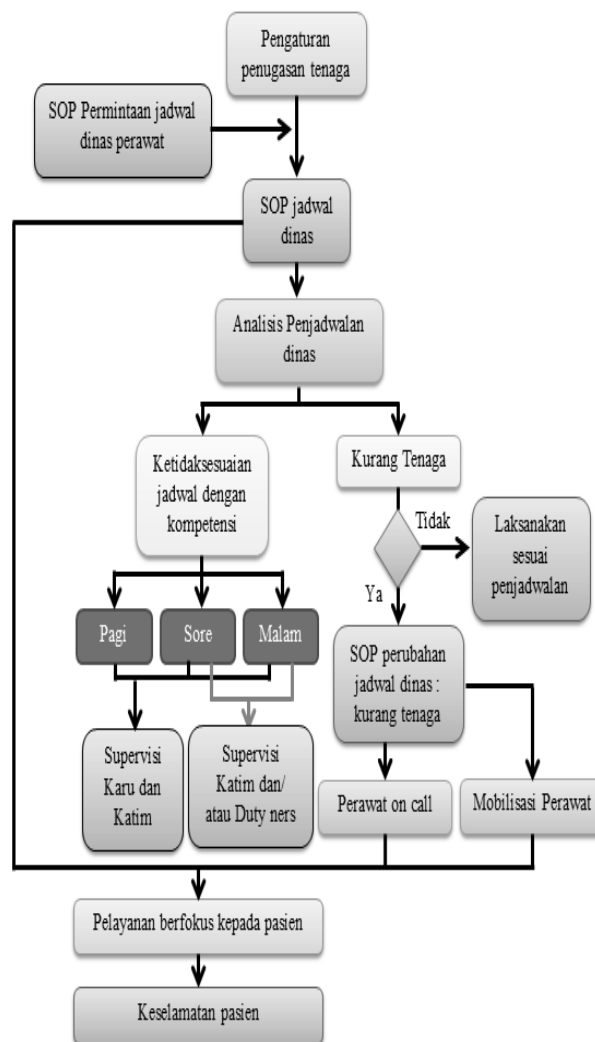 Pengaturan
penugasan tenaga
SOP Permintaan jadwal
dinas perawat
SOP jadwal
dinas
Analisis Penjadwalan
dinas
Ketidaksesuaian
jadwal dengan
kompetensi
Kurang Tenaga
Tidak
Laksanakan
sesuai
penjadwalan
Ya
Pagi
Sore
Malam
SOP perubahan
jadwal dinas :
kurang tenaga
Supervisi
Karu dan
Katim
Supervisi
Katim dan/
atau Duty ners
Perawat on call
Mobilisasi Perawat
Pelayanan berfokus kepada pasien
Keselamatan pasien